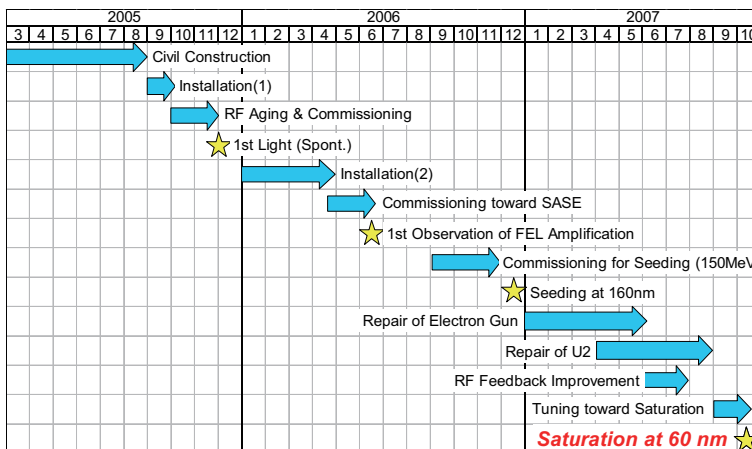 2005 2006 2007
3 4 5 6 7 8 9 10 11 12 1 2 3 4 5 6 7 8 9 10 11 12 1 2 3 4 5 6 7 8 9 10
Civil Construction
Installation(1)
RF Aging & Commissioning
1st Light (Spont.)
Installation(2)
Commissioning toward SASE
1st Observation of FEL Amplification
Commissioning for Seeding (150MeV
Seeding at 160nm
Repair of Electron Gun
Repair of U2
RF Feedback Improvement
Tuning toward Saturation
Saturation at 60 nm